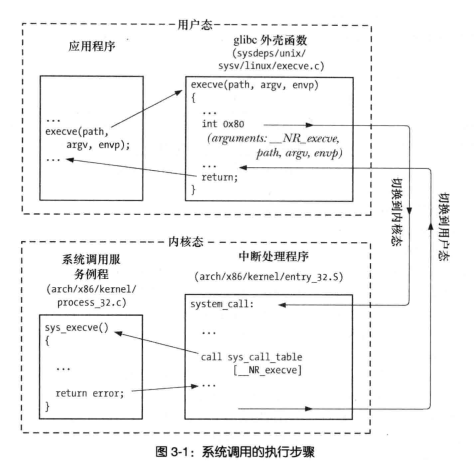 用户态
应用程序
...
execve(path,
argv, envp);
...
glibc 外壳函数
(sysdeps/unix/
sysv/linux/execve.c)
execve(path, argv, envp)
{
...
int 0x80
(arguments: __NR_execve,
path, argv, envp)
...
return;
}
切换到内核态
切换到用户态
内核态
系统调用服
务例程
(arch/x86/kernel/
process_32.c)
sys_execve()
{
...
return error;
}
中断处理程序
(arch/x86/kernel/entry_32.S)
system_call:
...
call sys_call_table
[__NR_execve]
...
图 3-1：系统调用的执行步骤